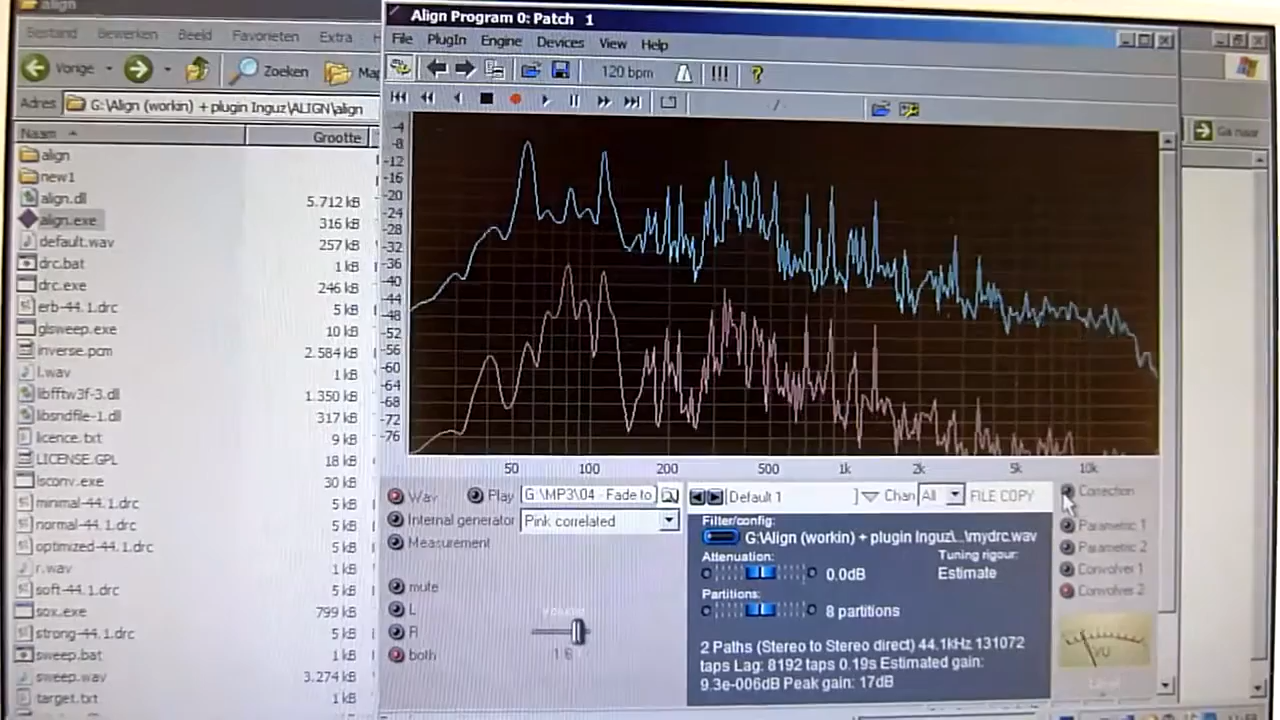 align
Bestand Bewerken Beeld Favorieten Extra
Vorige Zoeken
Adres G:\Align (workin) + plugin Inguz\ALIGN\align
Naam Grootte
align
new1
align.dl 5.712 kB
align.exe 316 kB
default.wav 257 kB
drc.bat 1 kB
drc.exe 246 kB
erb-44.1.drc 5 kB
glsweep.exe 10 kB
inverse.pcm 2.584 kB
l.wav 1 kB
libfftw3f-3.dl 1.350 kB
libsndfile-1.dl 317 kB
licence.txt 9 kB
LICENSE.GPL 18 kB
lsconv.exe 30 kB
minimal-44.1.drc 5 kB
normal-44.1.drc 5 kB
optimized-44.1.drc 5 kB
r.wav 1 kB
soft-44.1.drc 5 kB
sox.exe 799 kB
strong-44.1.drc 5 kB
sweep.bat 1 kB
sweep.wav 3.274 kB
target.txt 1 kB
Align Program 0: Patch 1
File PlugIn Engine Devices View Help
120 bpm
-4
-8
-12
-16
-20
-24
-28
-32
-36
-40
-44
-48
-52
-56
-60
-64
-68
-72
-76
50 100 200 500 1k 2k 5k 10k
Wav Play G:\MP3\04 - Fade to
Internal generator Pink correlated
Measurement
mute
L
R
both
Default 1 Chan All FILE COPY
Filter/config:
G:\Align (workin) + plugin Inguz\...\mydrc.wav
Attenuation: Tuning rigour:
0.0dB Estimate
Partitions:
8 partitions
2 Paths (Stereo to Stereo direct) 44.1kHz 131072
taps Lag: 8192 taps 0.19s Estimated gain:
9.3e-006dB Peak gain: 17dB
Correction
Parametric 1
Parametric 2
Convolver 1
Convolver 2
VU
Ga naar